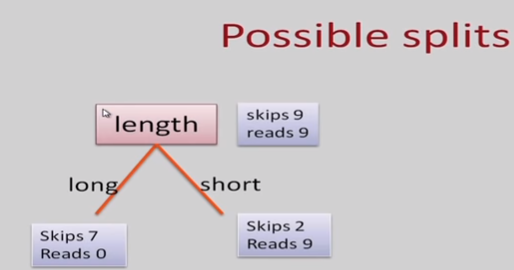 Possible splits
length
skips 9
reads 9
long
short
Skips 7
Reads 0
Skips 2
Reads 9